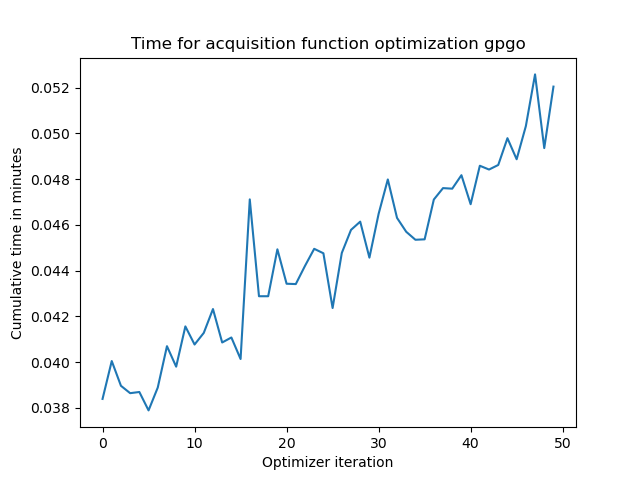 Time for acquisition function optimization gpgo
Cumulative time in minutes
0.052
0.050
0.048
0.046
0.044
0.042
0.040
0.038
0 10 20 30 40 50
Optimizer iteration